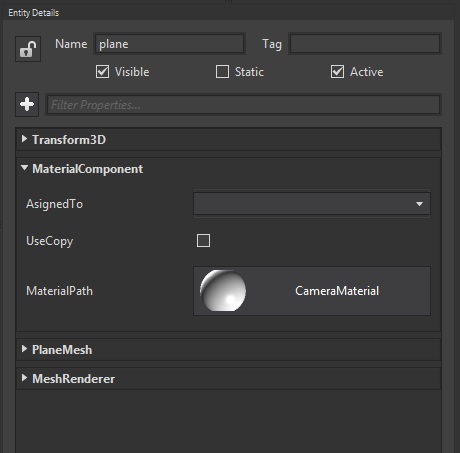 Entity Details
Name plane Tag
Visible Static Active
Filter Properties...
Transform3D
MaterialComponent
AsignedTo
UseCopy
MaterialPath CameraMaterial
PlaneMesh
MeshRenderer